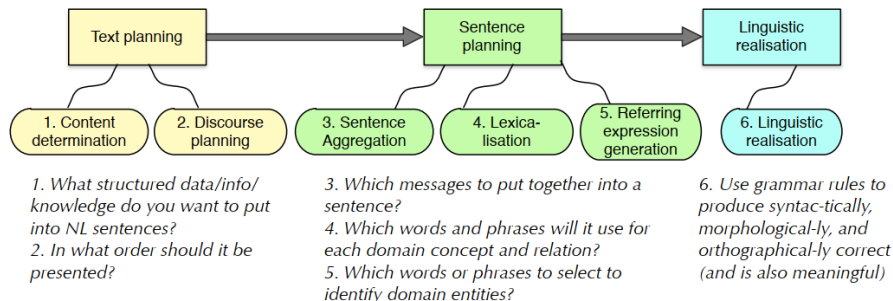 Text planning
Sentence
planning
Linguistic
realisation
1. Content
determination
2. Discourse
planning
3. Sentence
Aggregation
4. Lexica-
lisation
5. Referring
expression
generation
6. Linguistic
realisation
1. What structured data/info/
knowledge do you want to put
into NL sentences?
2. In what order should it be
presented?
3. Which messages to put together into a
sentence?
4. Which words and phrases will it use for
each domain concept and relation?
5. Which words or phrases to select to
identify domain entities?
6. Use grammar rules to
produce syntac-tically,
morphological-ly, and
orthographical-ly correct
(and is also meaningful)